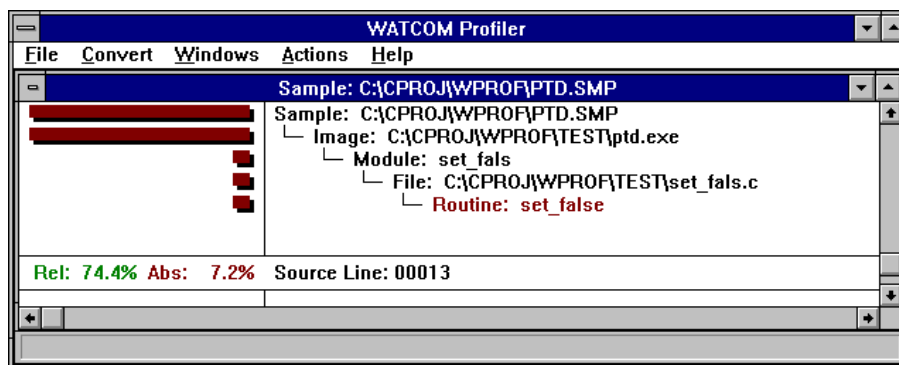 WATCOM Profiler
File Convert Windows Actions Help
Sample: C:\CPROJ\WPROF\PTD.SMP
Sample: C:\CPROJ\WPROF\PTD.SMP
Image: C:\CPROJ\WPROF\TEST\ptd.exe
Module: set_fals
File: C:\CPROJ\WPROF\TEST\set_fals.c
Routine: set_false
Rel: 74.4% Abs: 7.2% Source Line: 00013